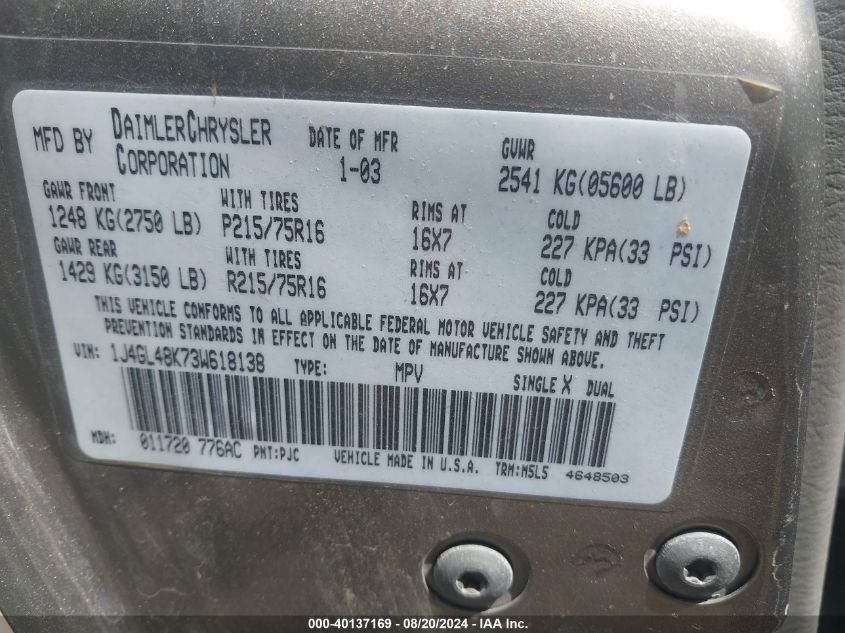 MFD BY DAIMLERCHRYSLER CORPORATION DATE OF MFR 1-03 GVWR 2541 KG(05600 LB)
GAWR FRONT WITH TIRES RIMS AT COLD
1248 KG(2750 LB) P215/75R16 16X7 227 KPA(33 PSI)
GAWR REAR WITH TIRES RIMS AT COLD
1429 KG(3150 LB) R215/75R16 16X7 227 KPA(33 PSI)
THIS VEHICLE CONFORMS TO ALL APPLICABLE FEDERAL MOTOR VEHICLE SAFETY AND THEFT
PREVENTION STANDARDS IN EFFECT ON THE DATE OF MANUFACTURE SHOWN ABOVE.
VIN: 1J4GL48K73W618138 TYPE: MPV SINGLE X DUAL
MDH: 011720 776AC PNT:PJC VEHICLE MADE IN U.S.A. TRM:M5L5 4648503
000-40137169 - 08/20/2024 - IAA Inc.